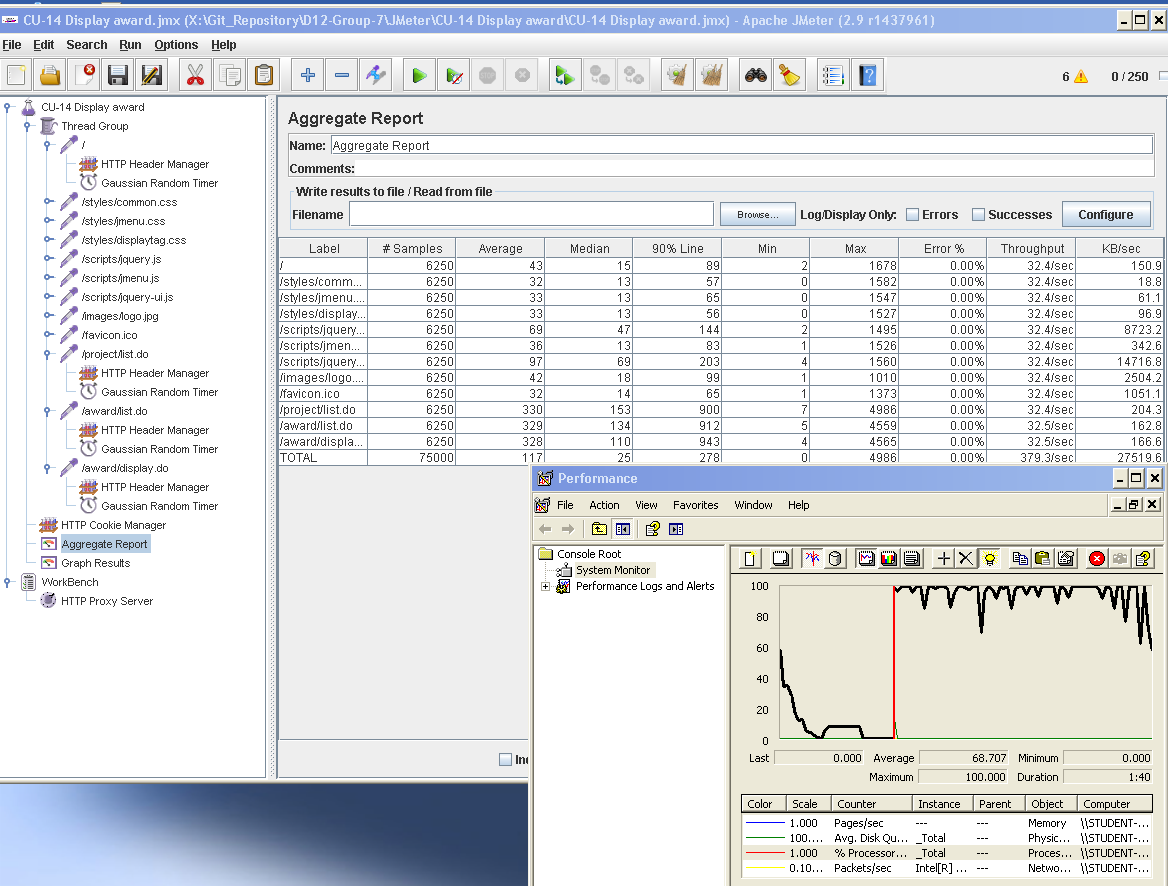 CU-14 Display award.jmx (X:\Git_Repository\D12-Group-7\JMeter\CU-14 Display award\CU-14 Display award.jmx) - Apache JMeter (2.9 r1437961)
File Edit Search Run Options Help
6 0 / 250
CU-14 Display award
Thread Group
/
HTTP Header Manager
Gaussian Random Timer
/styles/common.css
/styles/jmenu.css
/styles/displaytag.css
/scripts/jquery.js
/scripts/jmenu.js
/scripts/jquery-ui.js
/images/logo.jpg
/favicon.ico
/project/list.do
HTTP Header Manager
Gaussian Random Timer
/award/list.do
HTTP Header Manager
Gaussian Random Timer
/award/display.do
HTTP Header Manager
Gaussian Random Timer
HTTP Cookie Manager
Aggregate Report
Graph Results
WorkBench
HTTP Proxy Server
Aggregate Report
Name: Aggregate Report
Comments:
Write results to file / Read from file
Filename Browse... Log/Display Only: Errors Successes Configure
Label # Samples Average Median 90% Line Min Max Error % Throughput KB/sec
/ 6250 43 15 89 2 1678 0.00% 32.4/sec 150.9
/styles/comm... 6250 32 13 57 0 1582 0.00% 32.4/sec 18.8
/styles/jmenu.... 6250 33 13 65 0 1547 0.00% 32.4/sec 61.1
/styles/display... 6250 33 13 56 0 1527 0.00% 32.4/sec 96.9
/scripts/jquery... 6250 69 47 144 2 1495 0.00% 32.4/sec 8723.2
/scripts/jmen... 6250 36 13 83 1 1526 0.00% 32.4/sec 342.6
/scripts/jquery... 6250 97 69 203 4 1560 0.00% 32.4/sec 14716.8
/images/logo.... 6250 42 18 99 1 1010 0.00% 32.4/sec 2504.2
/favicon.ico 6250 32 14 65 1 1373 0.00% 32.4/sec 1051.1
/project/list.do 6250 330 153 900 7 4986 0.00% 32.4/sec 204.3
/award/list.do 6250 329 134 912 5 4559 0.00% 32.5/sec 162.8
/award/displa... 6250 328 110 943 4 4565 0.00% 32.5/sec 166.6
TOTAL 75000 117 25 278 0 4986 0.00% 379.3/sec 27519.6
Performance
File Action View Favorites Window Help
Console Root
System Monitor
Performance Logs and Alerts
100
80
60
40
20
0
Last 0.000 Average 68.707 Minimum 0.000
Maximum 100.000 Duration 1:40
Color Scale Counter Instance Parent Object Computer
1.000 Pages/sec --- --- Memory \\STUDENT-...
100.... Avg. Disk Qu... _Total --- Physic... \\STUDENT-...
1.000 % Processor... _Total --- Proces... \\STUDENT-...
0.10... Packets/sec Intel[R] ... --- Netwo... \\STUDENT-...